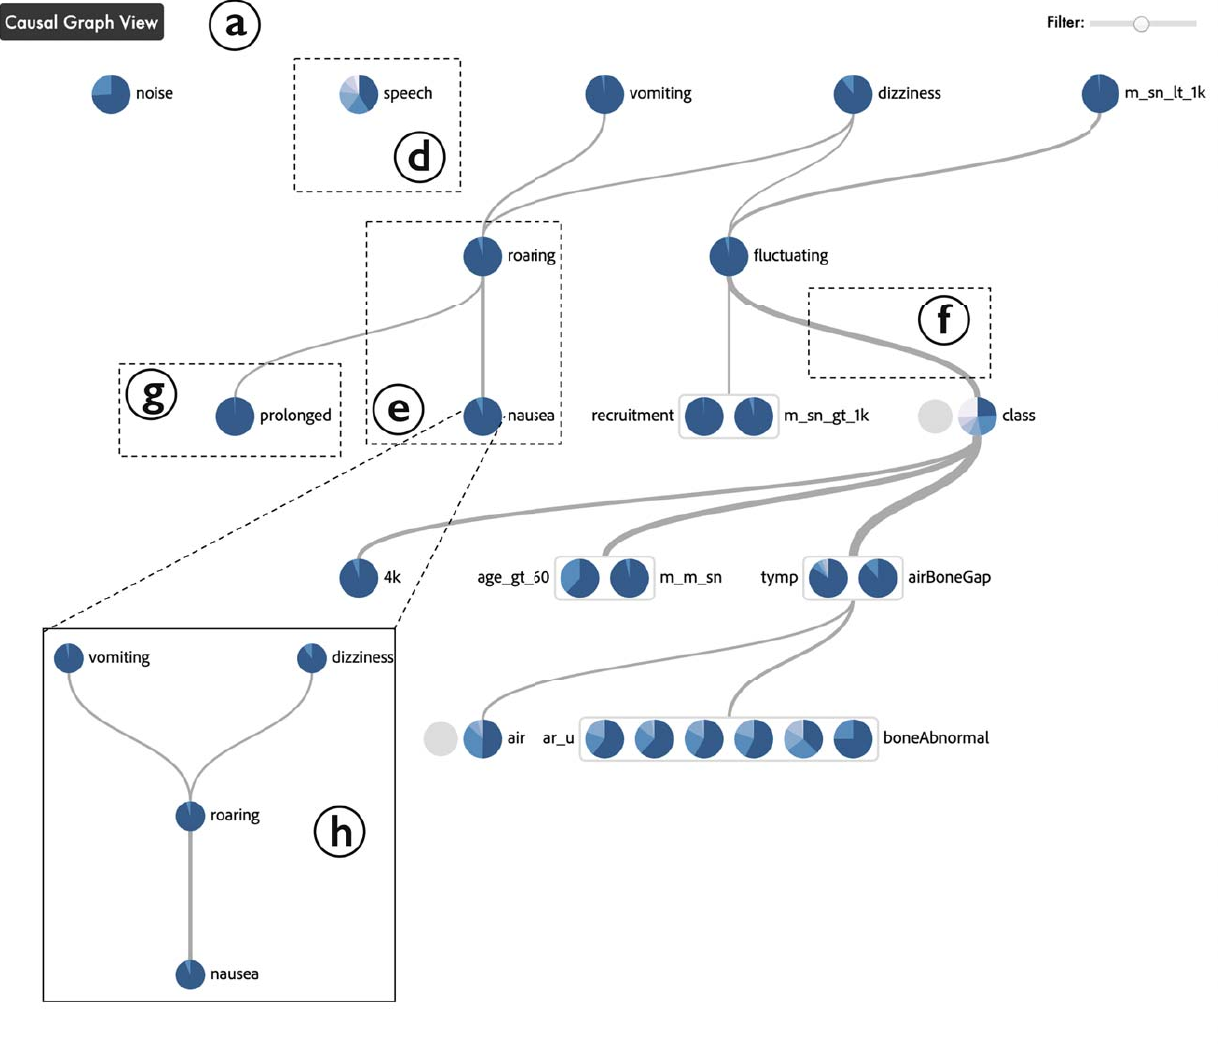 Causal Graph View
a
Filter:
noise
speech
vomiting
dizziness
m_sn_lt_1k
d
roaring
fluctuating
f
g
prolonged
e
nausea
recruitment
m_sn_gt_1k
class
4k
age_gt_60
m_m_sn
tymp
airBoneGap
vomiting
dizziness
air
ar_u
boneAbnormal
roaring
h
nausea